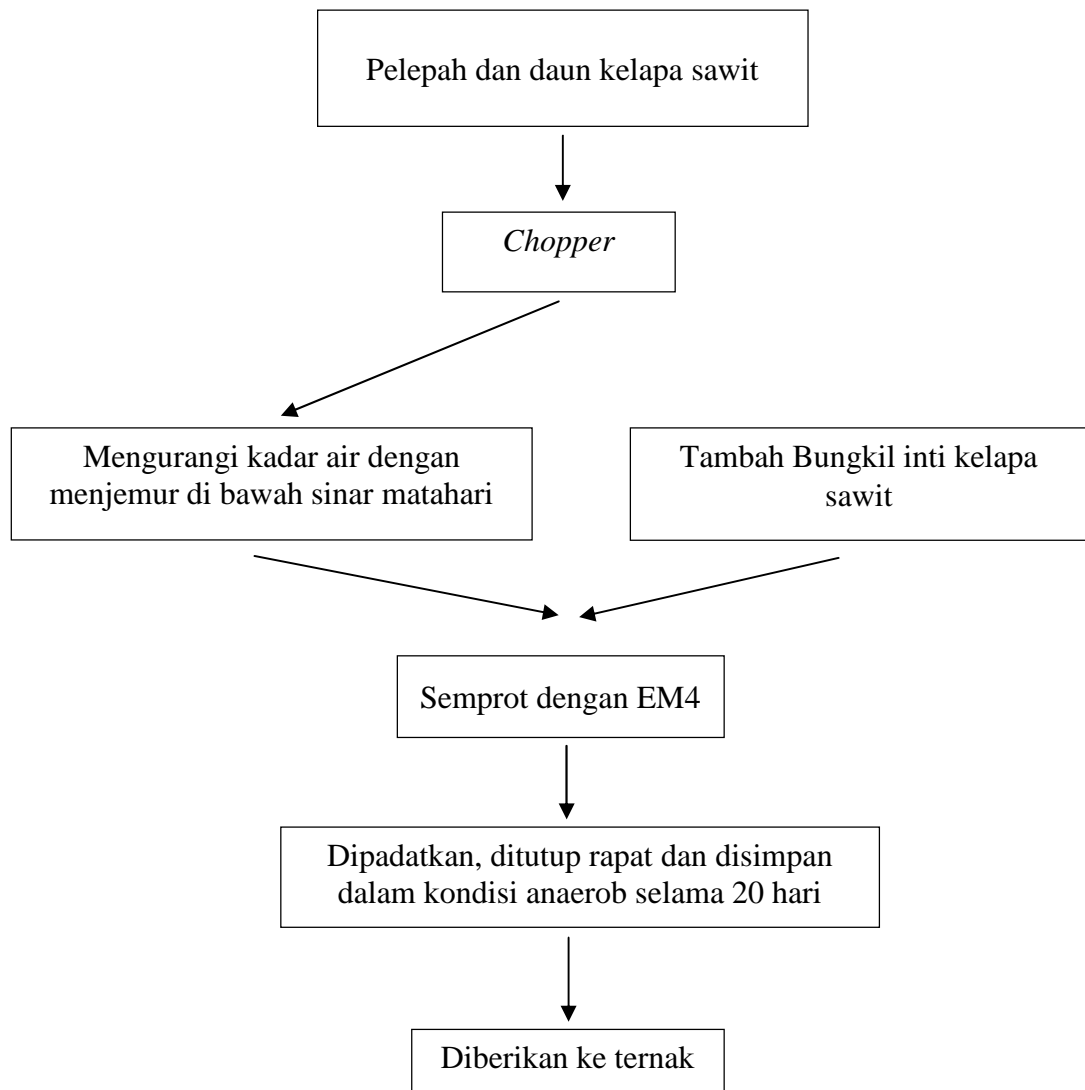 Pelepah dan daun kelapa sawit
Chopper
Mengurangi kadar air dengan
menjemur di bawah sinar matahari
Tambah Bungkil inti kelapa
sawit
Semprot dengan EM4
Dipadatkan, ditutup rapat dan disimpan
dalam kondisi anaerob selama 20 hari
Diberikan ke ternak